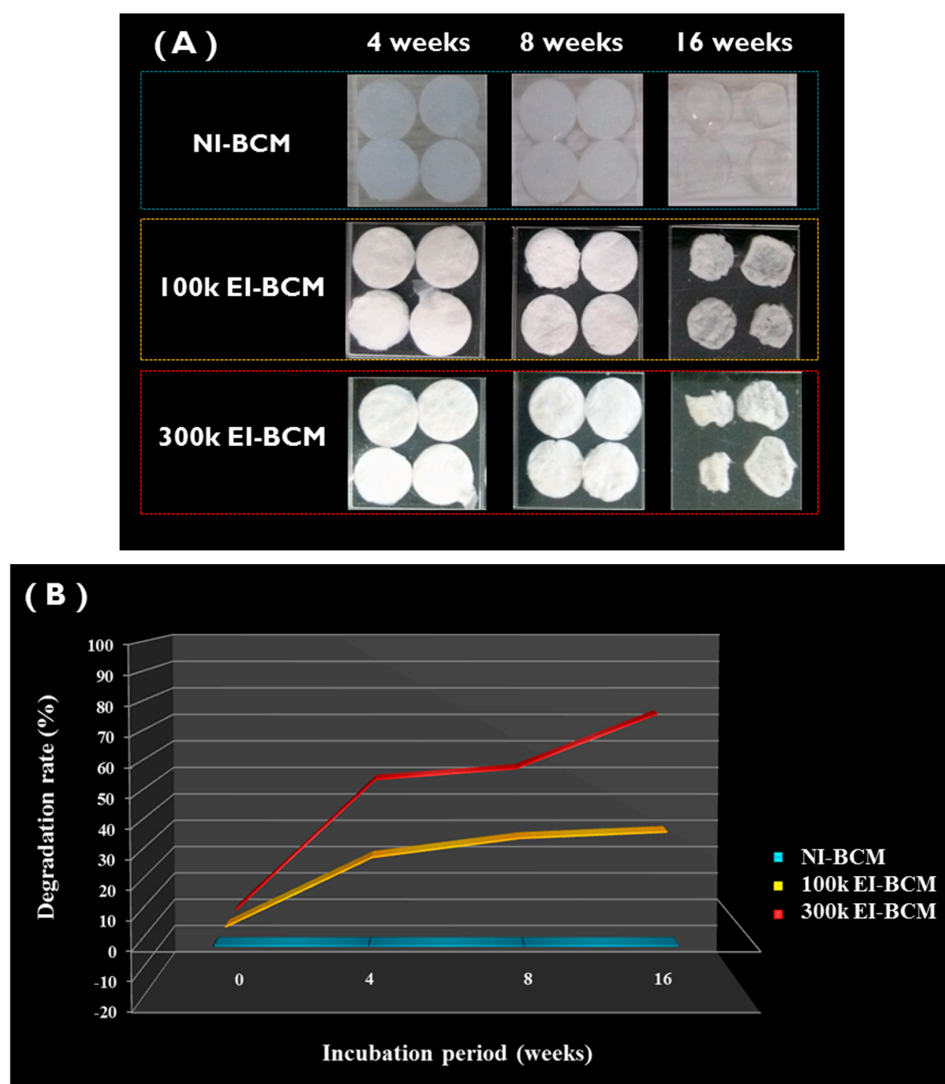 ( A )
4 weeks 8 weeks 16 weeks
NI-BCM
100k EI-BCM
300k EI-BCM
( B )
Degradation rate (%)
100
90
80
70
60
50
40
30
20
10
0
-10
-20
0 4 8 16
Incubation period (weeks)
NI-BCM
100k EI-BCM
300k EI-BCM